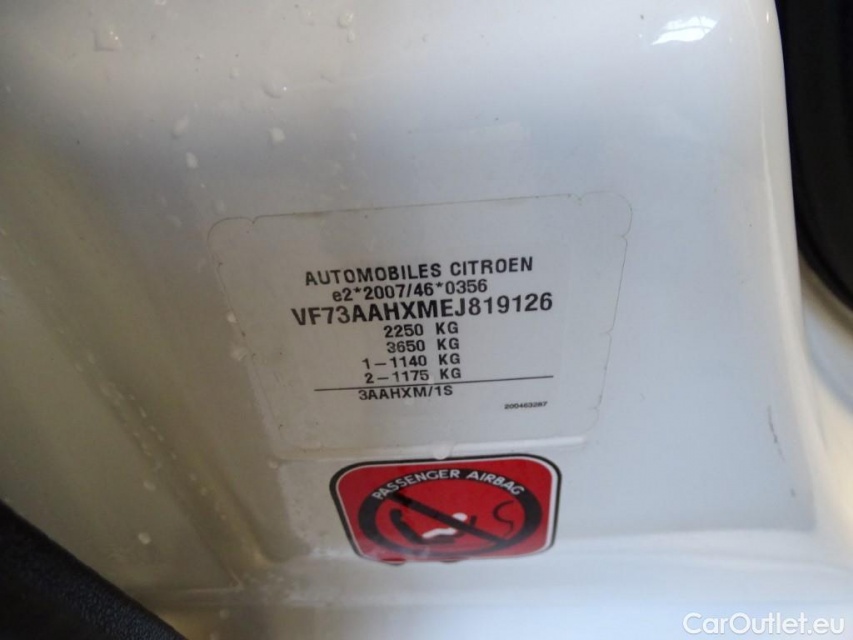 AUTOMOBILES CITROEN
e2*2007/46*0356
VF73AAHXMEJ819126
2250 KG
3650 KG
1-1140 KG
2-1175 KG
3AAHXM/1S
200463287
PASSENGER AIRBAG
CarOutlet.eu